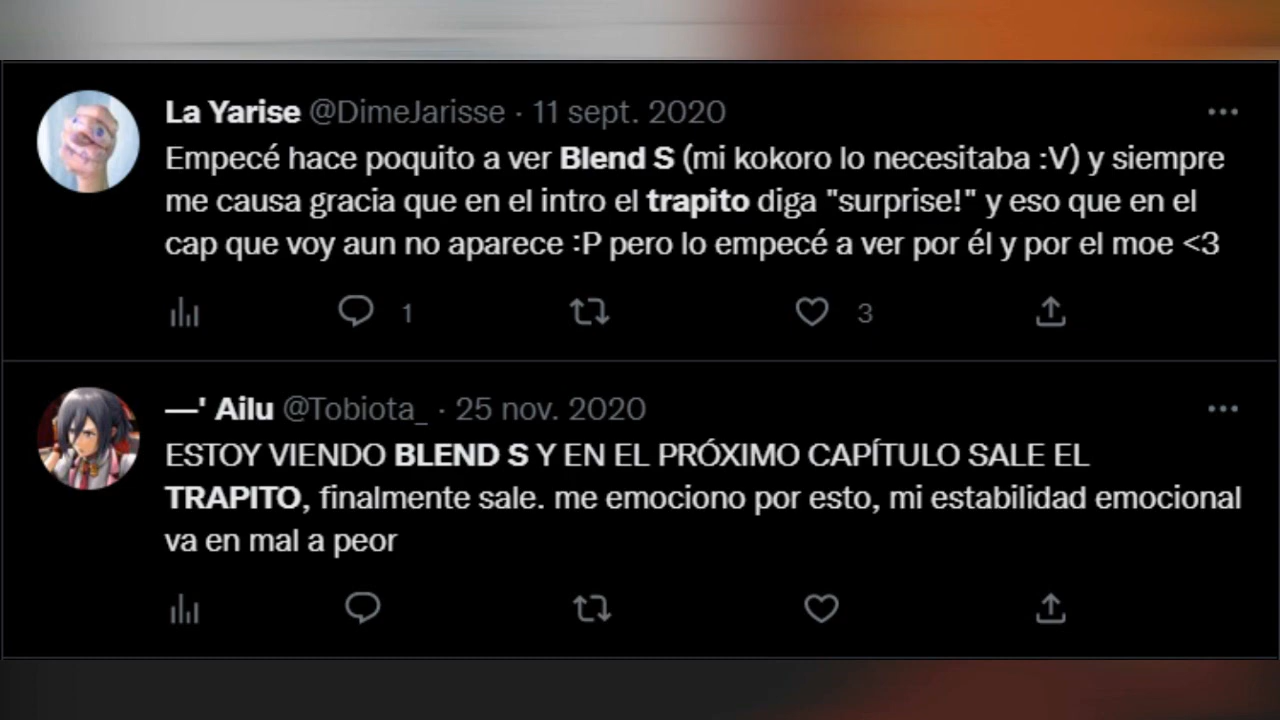 La Yarise @DimeJarisse · 11 sept. 2020
Empecé hace poquito a ver Blend S (mi kokoro lo necesitaba :V) y siempre
me causa gracia que en el intro el trapito diga "surprise!" y eso que en el
cap que voy aun no aparece :P pero lo empecé a ver por él y por el moe <3
1 3
—' Ailu @Tobiota_ · 25 nov. 2020
ESTOY VIENDO BLEND S Y EN EL PRÓXIMO CAPÍTULO SALE EL
TRAPITO, finalmente sale. me emociono por esto, mi estabilidad emocional
va en mal a peor